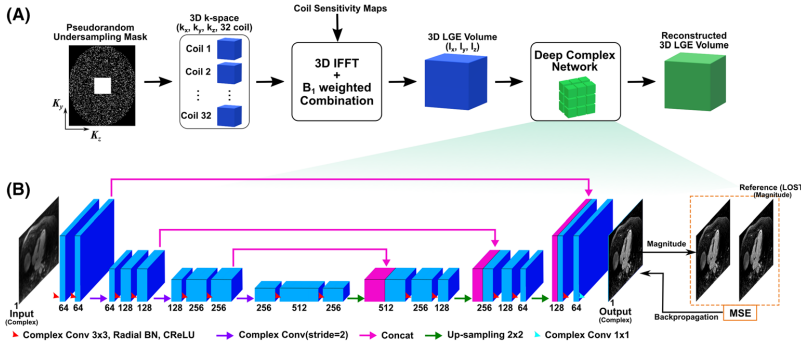 (A)
Pseudorandom
Undersampling Mask
Ky
Kz
3D k-space
(kx, ky, kz, 32 coil)
Coil 1
Coil 2
⋮ ⋮
Coil 32
Coil Sensitivity Maps
3D IFFT
+
B1 weighted
Combination
3D LGE Volume
(Ix, Iy, Iz)
Deep Complex
Network
Reconstructed
3D LGE Volume
(B)
1
Input
(Complex)
64 64 64 128 128 128 256 256 256 512 256 512 256 128 256 128 64 128 64
1
Output
(Complex)
Magnitude
Backpropagation
Reference (LOST)
(Magnitude)
MSE
Complex Conv 3x3, Radial BN, CReLU
Complex Conv(stride=2)
Concat
Up-sampling 2x2
Complex Conv 1x1